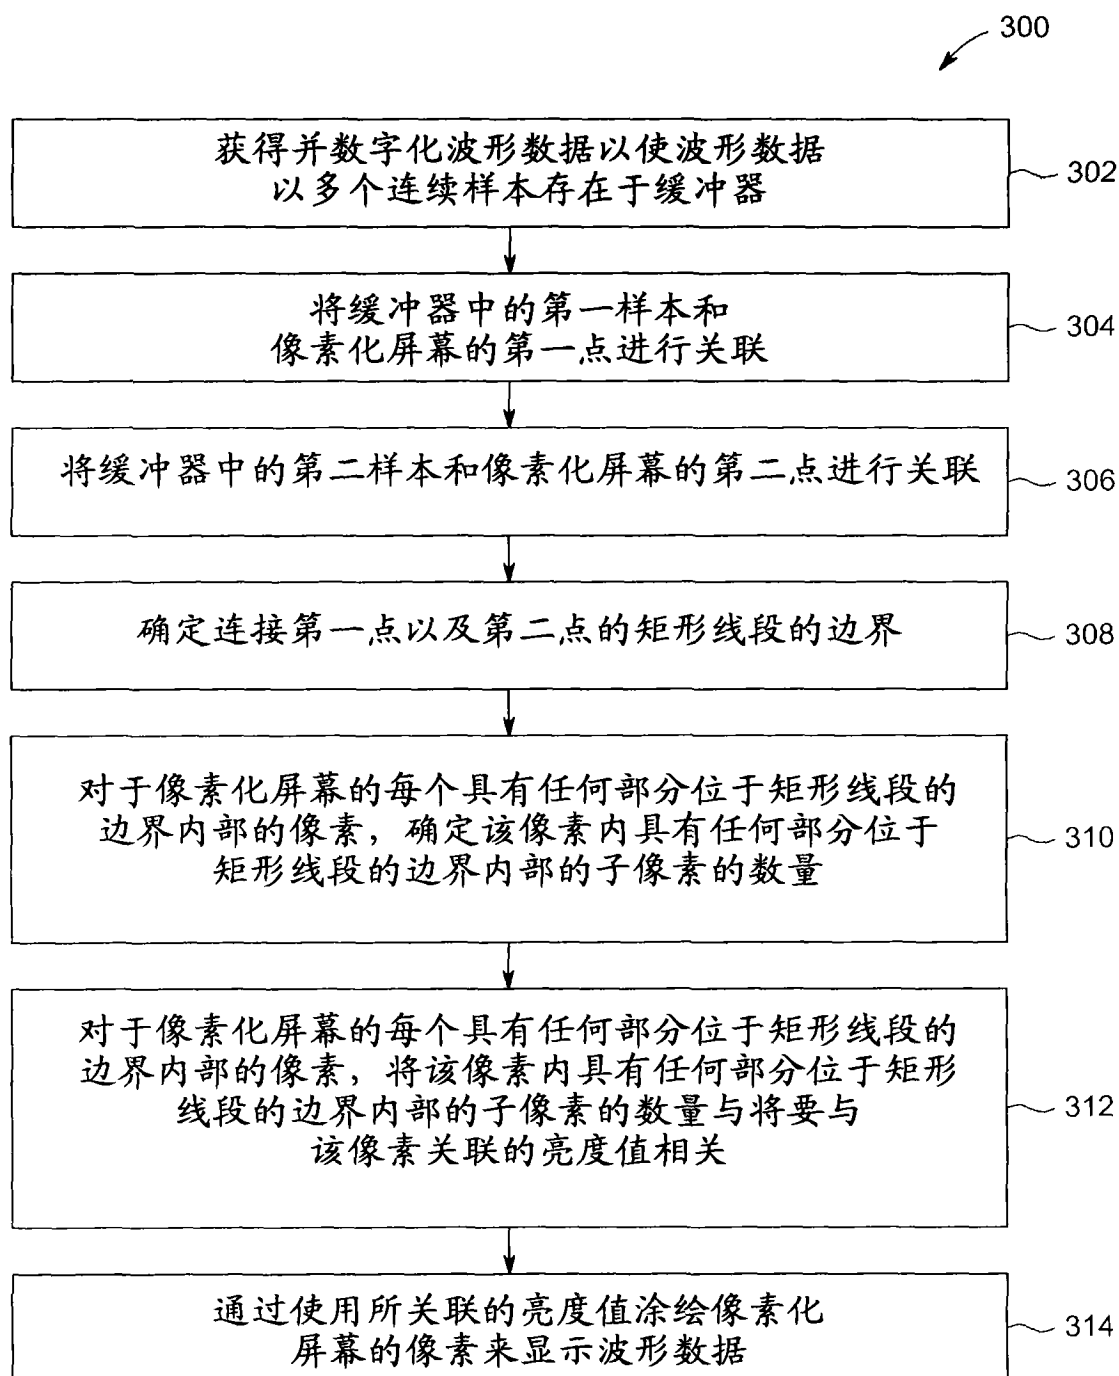 300
获得并数字化波形数据以使波形数据
以多个连续样本存在于缓冲器
302
将缓冲器中的第一样本和
像素化屏幕的第一点进行关联
304
将缓冲器中的第二样本和像素化屏幕的第二点进行关联
306
确定连接第一点以及第二点的矩形线段的边界
308
对于像素化屏幕的每个具有任何部分位于矩形线段的
边界内部的像素，确定该像素内具有任何部分位于
矩形线段的边界内部的子像素的数量
310
对于像素化屏幕的每个具有任何部分位于矩形线段的
边界内部的像素，将该像素内具有任何部分位于矩形
线段的边界内部的子像素的数量与将要与
该像素关联的亮度值相关
312
通过使用所关联的亮度值涂绘像素化
屏幕的像素来显示波形数据
314